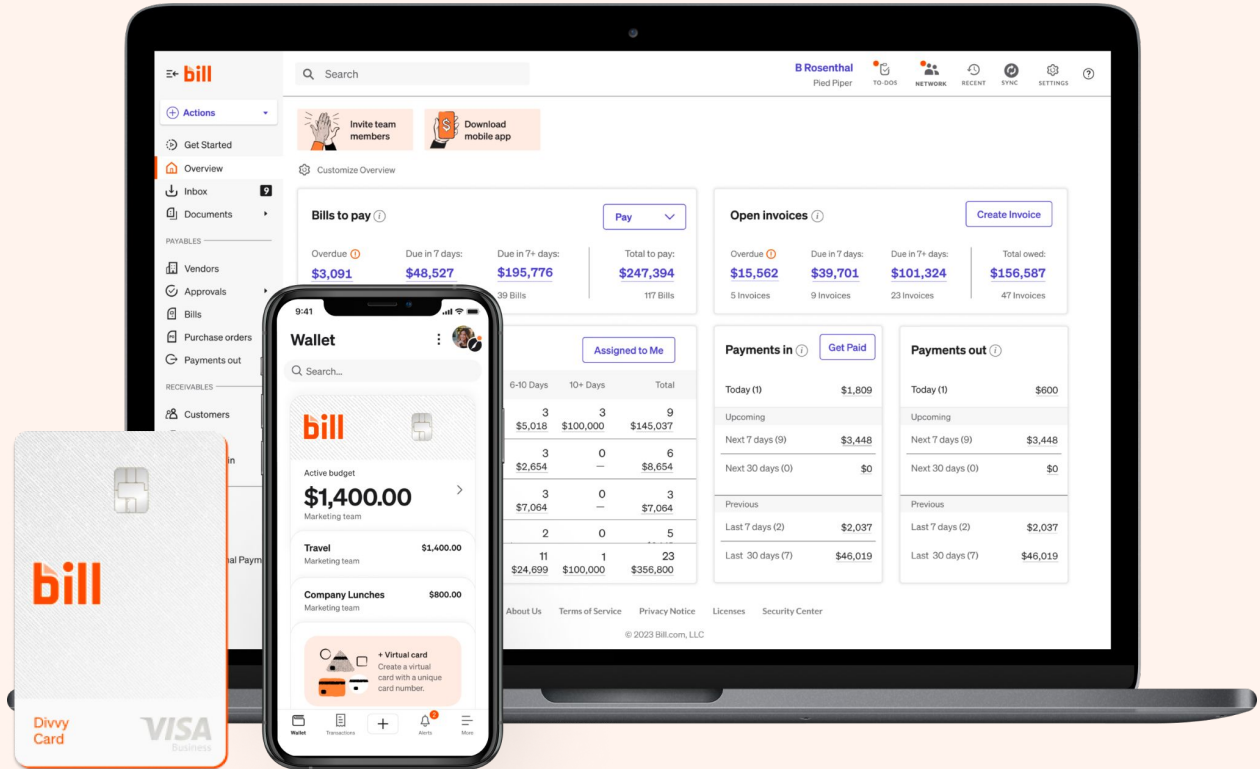 bill
Search
B Rosenthal
Pied Piper
TO-DOS
NETWORK
RECENT
SYNC
SETTINGS
Actions
Invite team
members
Download
mobile app
Get Started
Overview
Inbox
9
Documents
Customize Overview
PAYABLES
Vendors
Approvals
Bills
Purchase orders
Payments out
RECEIVABLES
Customers
in
Bills to pay
Pay
Overdue
Due in 7 days:
Due in 7+ days:
Total to pay:
$3,091
$48,527
$195,776
$247,394
39 Bills
117 Bills
Open invoices
Create Invoice
Overdue
Due in 7 days:
Due in 7+ days:
Total owed:
$15,562
$39,701
$101,324
$156,587
5 Invoices
9 Invoices
23 Invoices
47 Invoices
Assigned to Me
6-10 Days 10+ Days Total
3 3 9
$5,018 $100,000 $145,037
3 0 6
$2,654 — $8,654
3 0 3
$7,064 — $7,064
2 0 5
11 1 23
$24,699 $100,000 $356,800
Payments in
Get Paid
Today (1) $1,809
Upcoming
Next 7 days (9) $3,448
Next 30 days (0) $0
Previous
Last 7 days (2) $2,037
Last 30 days (7) $46,019
Payments out
Today (1) $600
Upcoming
Next 7 days (9) $3,448
Next 30 days (0) $0
Previous
Last 7 days (2) $2,037
Last 30 days (7) $46,019
About Us Terms of Service Privacy Notice Licenses Security Center
© 2023 Bill.com, LLC
9:41
Wallet
Search...
bill
Active budget
$1,400.00
Marketing team
Travel $1,400.00
Marketing team
Company Lunches $800.00
Marketing team
+ Virtual card
Create a virtual
card with a unique
card number.
Wallet
Transactions
2
Alerts
More
bill
Divvy
Card
VISA
Business